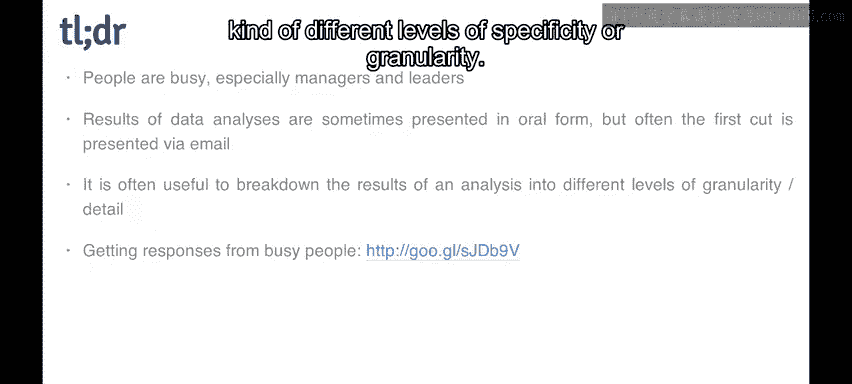 tl;dr
kind of different levels of specificity or
granularity.
· People are busy, especially managers and leaders
· Results of data analyses are sometimes presented in oral form, but often the first cut is
presented via email
· It is often useful to breakdown the results of an analysis into different levels of granularity /
detail
· Getting responses from busy people: http://goo.gl/sJDb9V